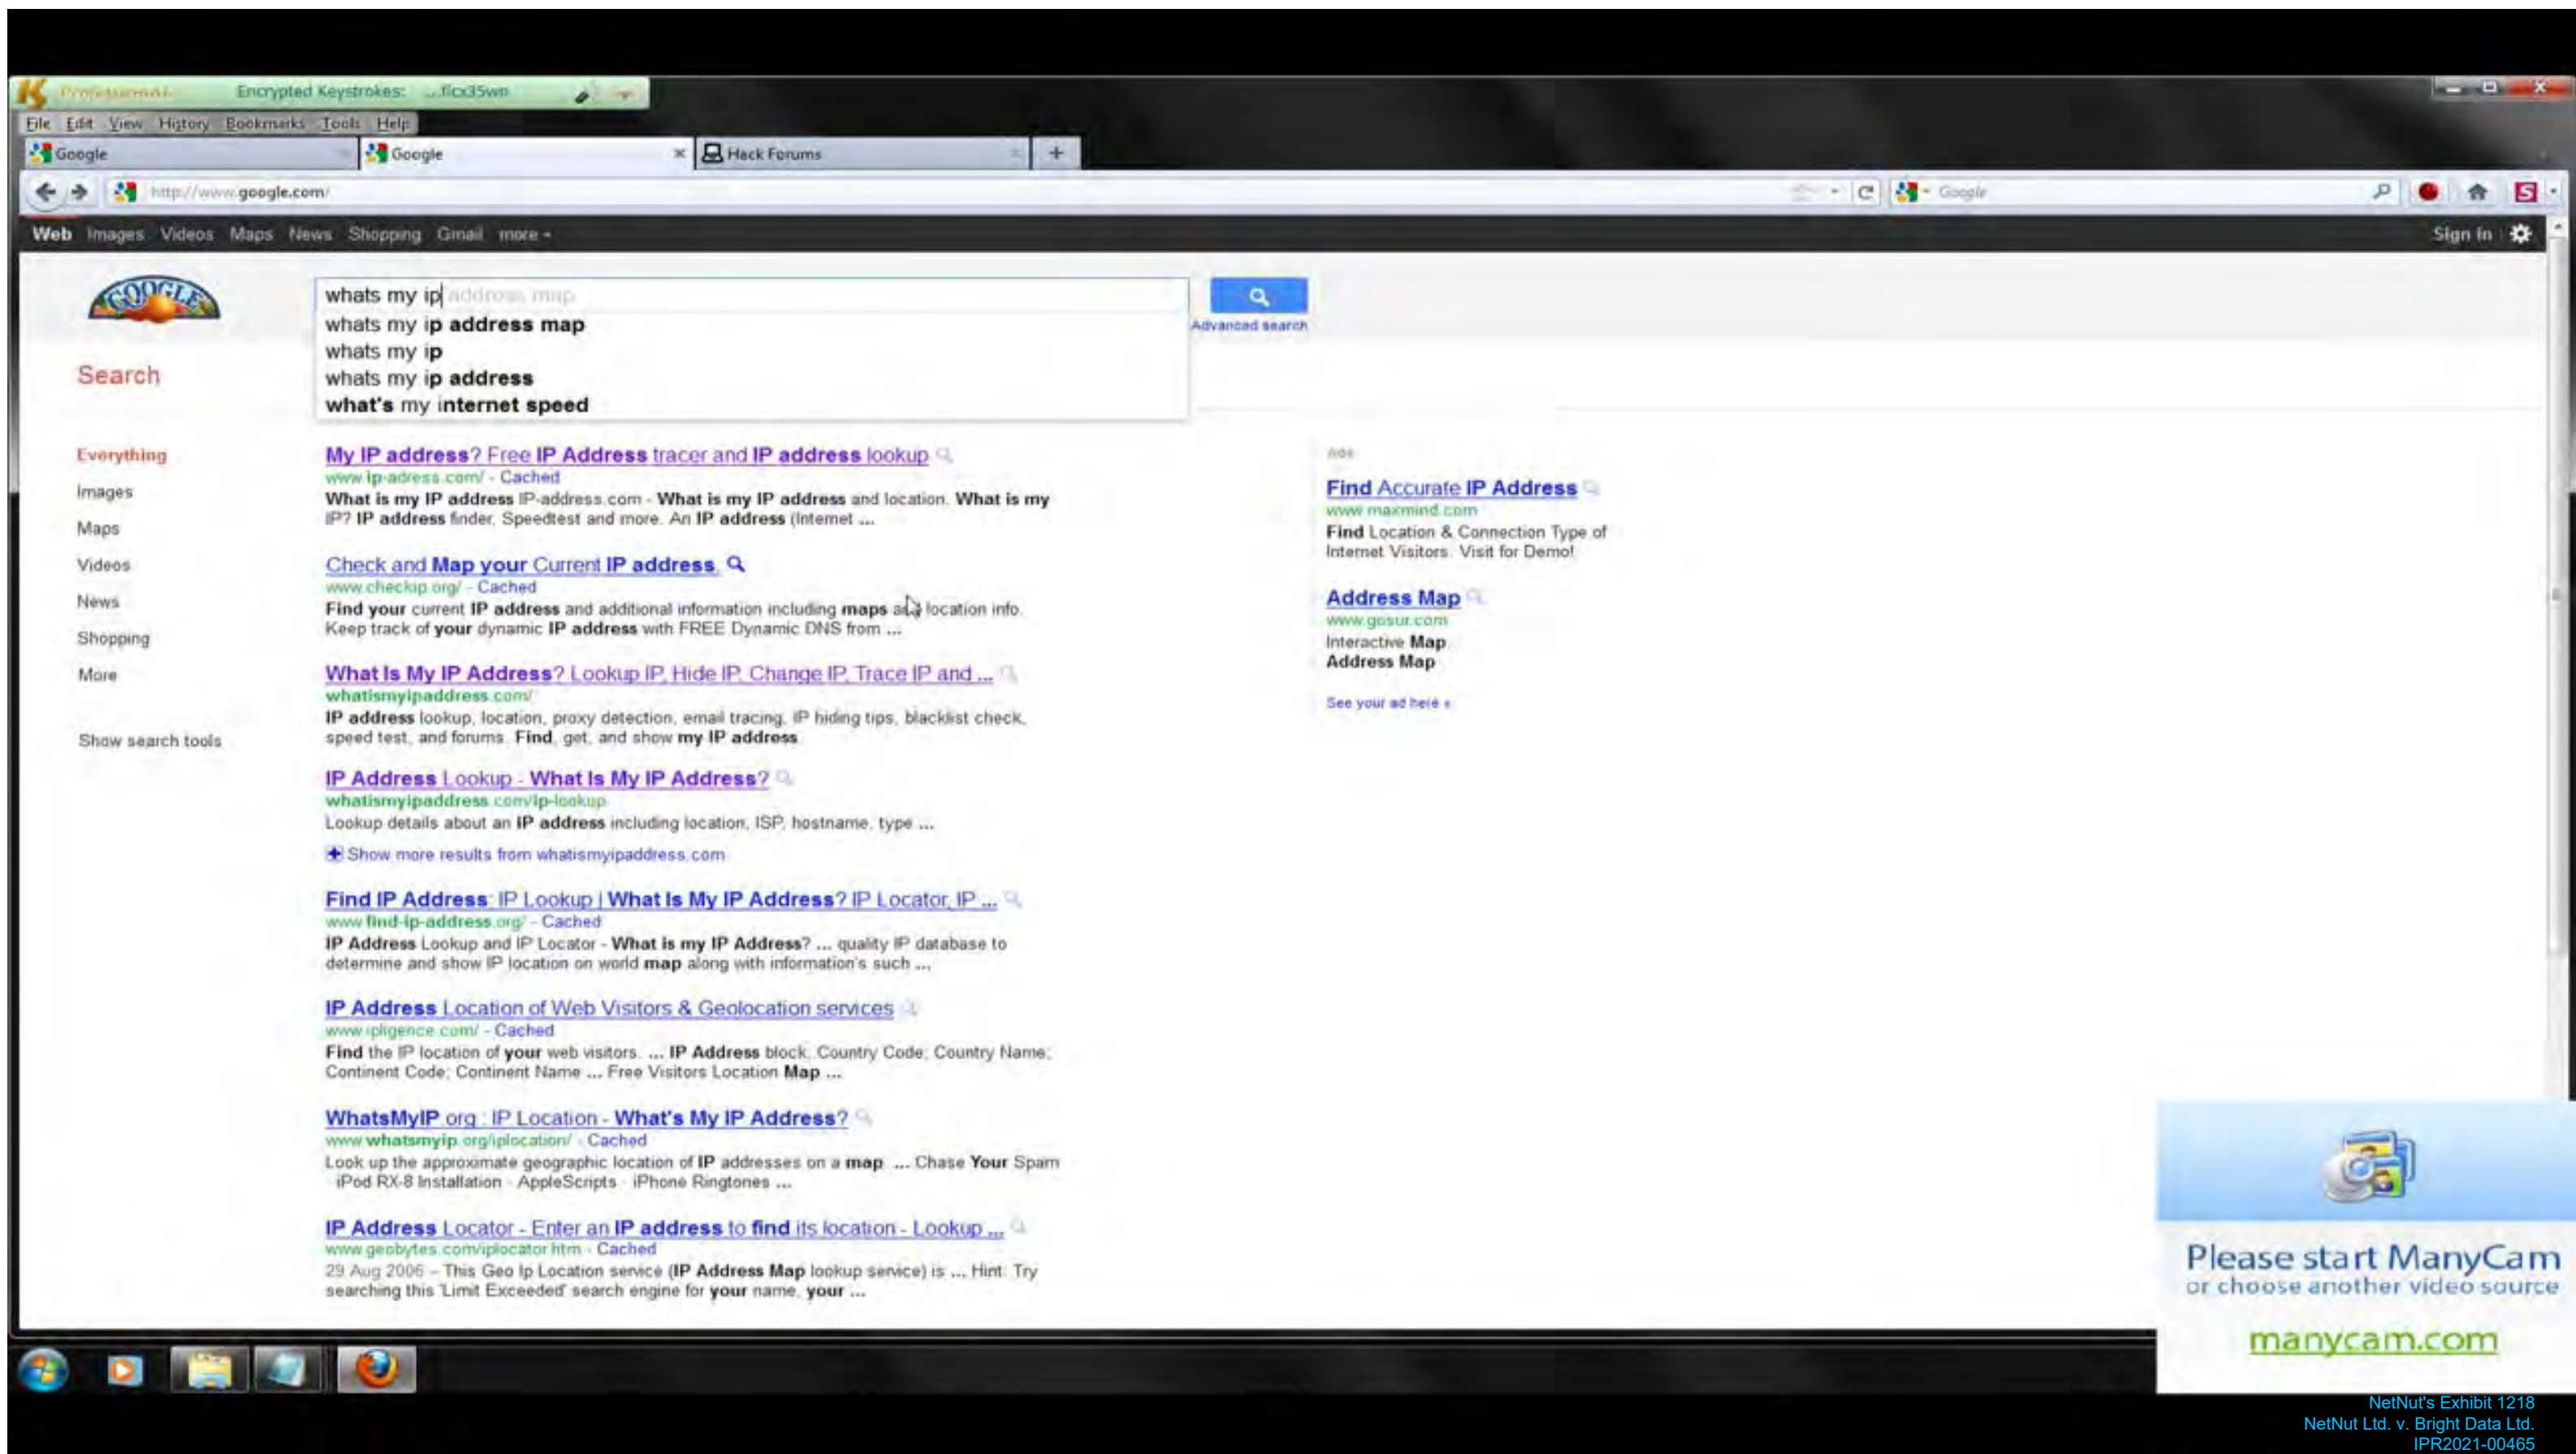 Encrypted Keystrokes: ...flcx35wn
File Edit View History Bookmarks Tools Help
Google
Google
Hack Forums
http://www.google.com/
Google
Web Images Videos Maps News Shopping Gmail more
Sign in
GOOGLE
whats my ip address map
Advanced search
whats my ip address map
whats my ip
whats my ip address
what's my internet speed
Search
Everything
Images
Maps
Videos
News
Shopping
More
Show search tools
My IP address? Free IP Address tracer and IP address lookup
www.ip-adress.com/ - Cached
What is my IP address IP-address.com - What is my IP address and location. What is my
IP? IP address finder, Speedtest and more. An IP address (Internet ...
Check and Map your Current IP address.
www.checkip.org/ - Cached
Find your current IP address and additional information including maps and location info.
Keep track of your dynamic IP address with FREE Dynamic DNS from ...
What Is My IP Address? Lookup IP, Hide IP, Change IP, Trace IP and ...
whatismyipaddress.com/
IP address lookup, location, proxy detection, email tracing, IP hiding tips, blacklist check,
speed test, and forums. Find, get, and show my IP address
IP Address Lookup - What Is My IP Address?
whatismyipaddress.com/ip-lookup
Lookup details about an IP address including location, ISP, hostname, type ...
Show more results from whatismyipaddress.com
Find IP Address: IP Lookup | What Is My IP Address? IP Locator, IP ...
www.find-ip-address.org/ - Cached
IP Address Lookup and IP Locator - What is my IP Address? ... quality IP database to
determine and show IP location on world map along with information's such ...
IP Address Location of Web Visitors & Geolocation services
www.ipligence.com/ - Cached
Find the IP location of your web visitors. ... IP Address block; Country Code; Country Name;
Continent Code; Continent Name ... Free Visitors Location Map ...
WhatsMyIP.org : IP Location - What's My IP Address?
www.whatsmyip.org/iplocation/ - Cached
Look up the approximate geographic location of IP addresses on a map ... Chase Your Spam
· iPod RX-8 Installation · AppleScripts · iPhone Ringtones ...
IP Address Locator - Enter an IP address to find its location - Lookup ...
www.geobytes.com/iplocator.htm - Cached
29 Aug 2006 – This Geo Ip Location service (IP Address Map lookup service) is ... Hint: Try
searching this 'Limit Exceeded' search engine for your name, your ...
Ads
Find Accurate IP Address
www.maxmind.com
Find Location & Connection Type of
Internet Visitors. Visit for Demo!
Address Map
www.gosur.com
Interactive Map
Address Map
See your ad here »
Please start ManyCam
or choose another video source
manycam.com
NetNut's Exhibit 1218
NetNut Ltd. v. Bright Data Ltd.
IPR2021-00465